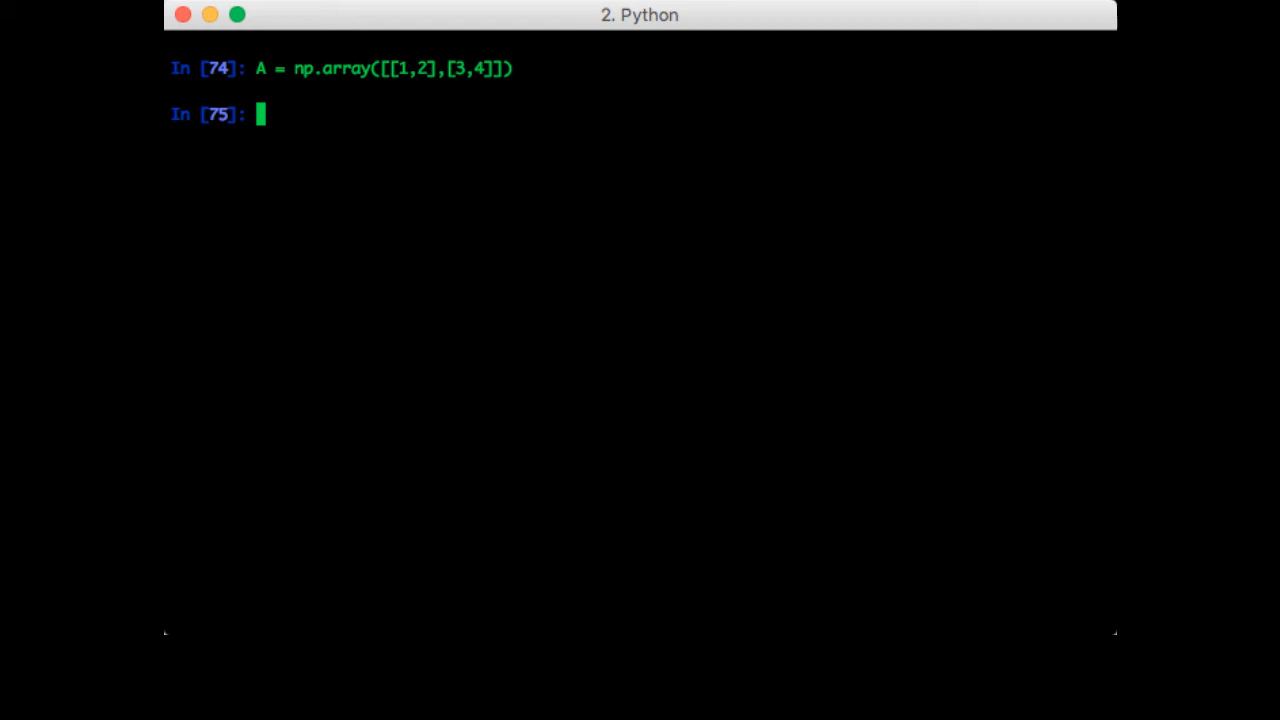 2. Python
In [74]: A = np.array([[1,2],[3,4]])
In [75]: